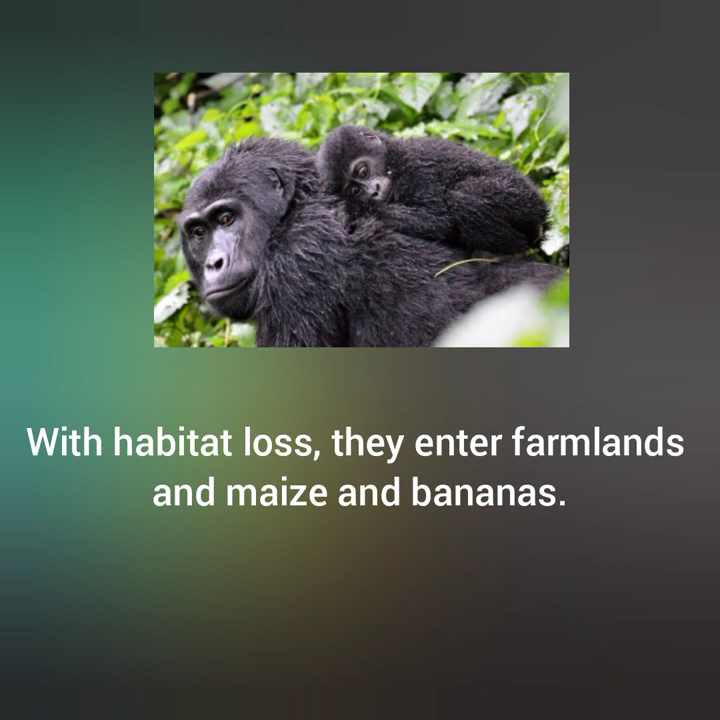 With habitat loss, they enter farmlands
and maize and bananas.